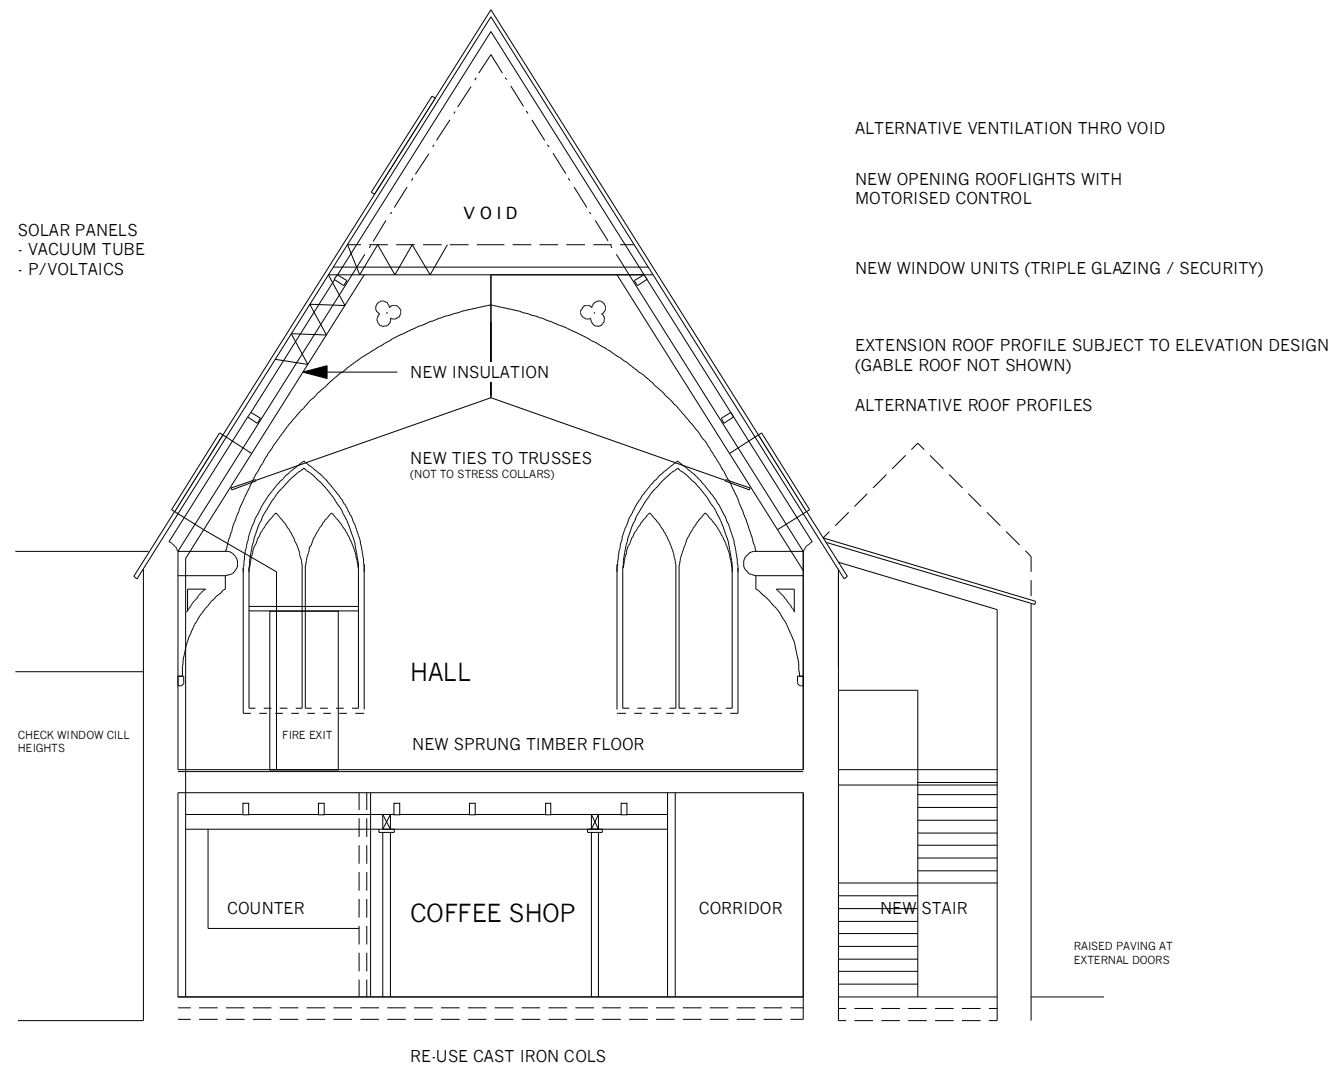 ALTERNATIVE VENTILATION THRO VOID
NEW OPENING ROOFLIGHTS WITH
MOTORISED CONTROL
VOID
SOLAR PANELS
- VACUUM TUBE
- P/VOLTAICS
NEW WINDOW UNITS (TRIPLE GLAZING / SECURITY)
EXTENSION ROOF PROFILE SUBJECT TO ELEVATION DESIGN
(GABLE ROOF NOT SHOWN)
NEW INSULATION
ALTERNATIVE ROOF PROFILES
NEW TIES TO TRUSSES
(NOT TO STRESS COLLARS)
HALL
CHECK WINDOW CILL
HEIGHTS
FIRE EXIT
NEW SPRUNG TIMBER FLOOR
COUNTER
COFFEE SHOP
CORRIDOR
NEW STAIR
RAISED PAVING AT
EXTERNAL DOORS
RE-USE CAST IRON COLS